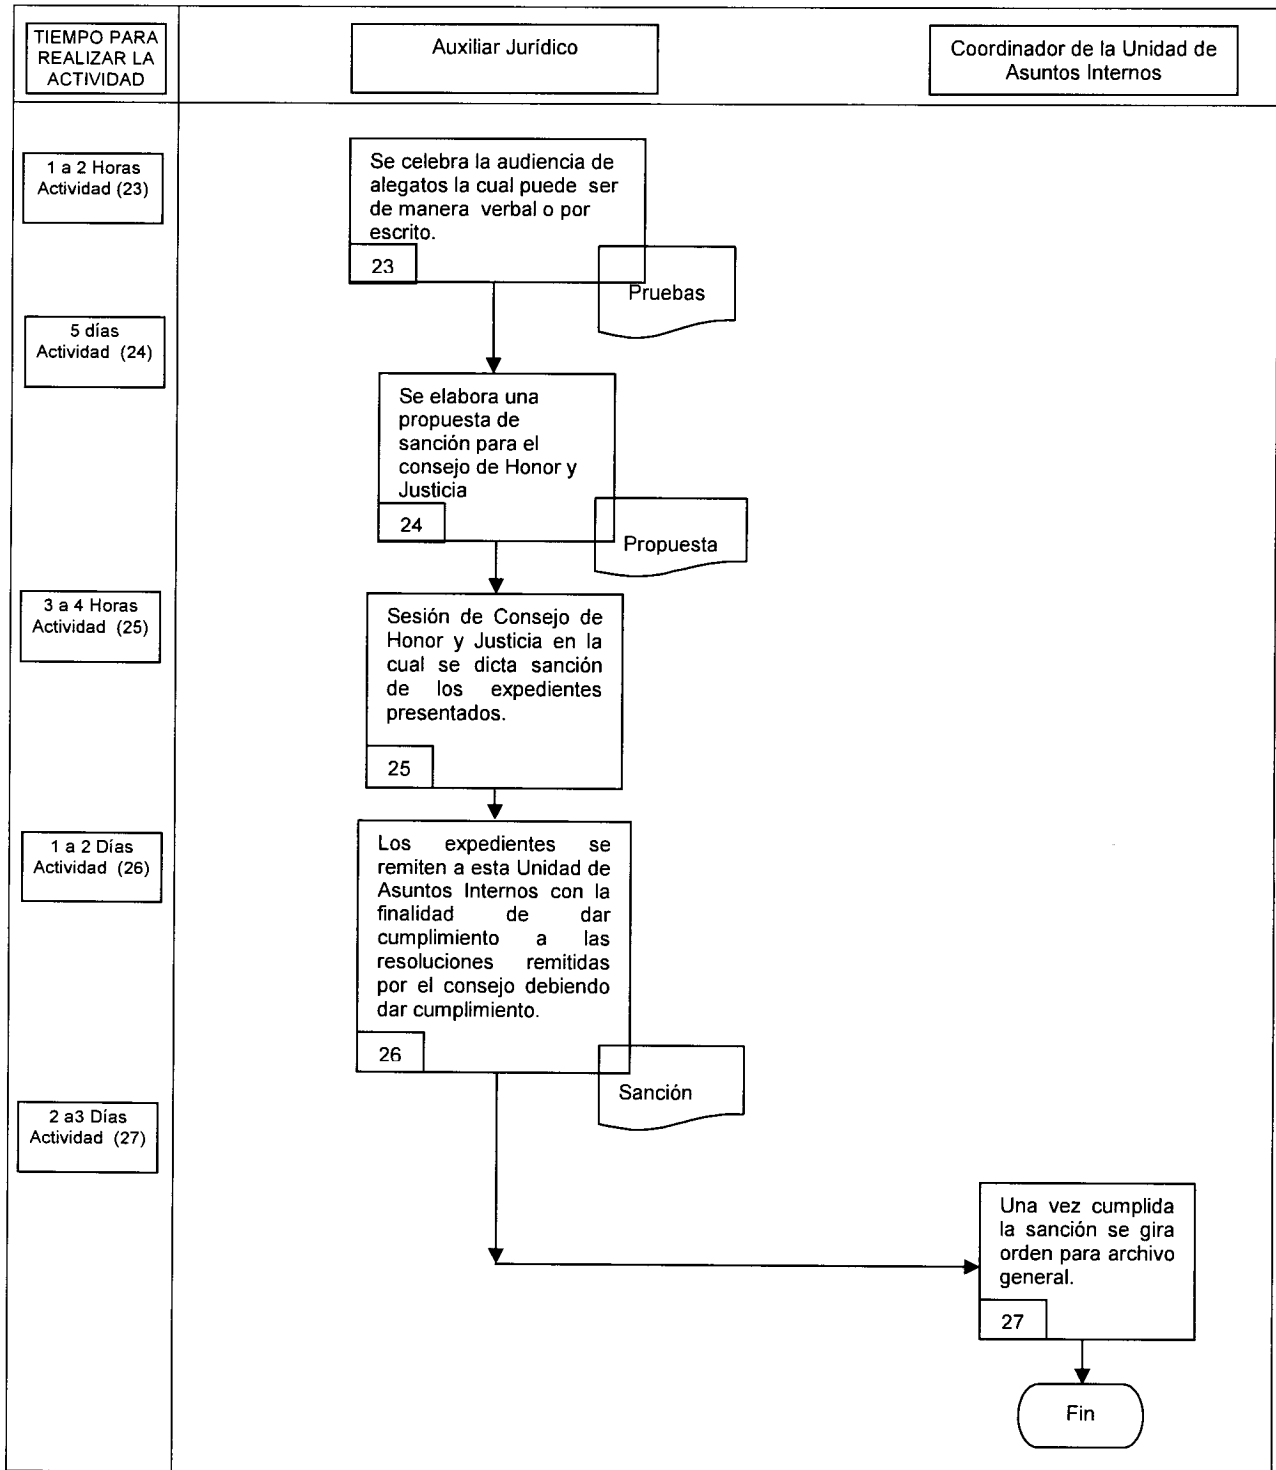 TIEMPO PARA
REALIZAR LA
ACTIVIDAD
Auxiliar Jurídico
Coordinador de la Unidad de
Asuntos Internos
1 a 2 Horas
Actividad (23)
Se celebra la audiencia de
alegatos la cual puede ser
de manera verbal o por
escrito.
23
Pruebas
5 días
Actividad (24)
Se elabora una
propuesta de
sanción para el
consejo de Honor y
Justicia
24
Propuesta
3 a 4 Horas
Actividad (25)
Sesión de Consejo de
Honor y Justicia en la
cual se dicta sanción
de los expedientes
presentados.
25
1 a 2 Días
Actividad (26)
Los expedientes se
remiten a esta Unidad de
Asuntos Internos con la
finalidad de dar
cumplimiento a las
resoluciones remitidas
por el consejo debiendo
dar cumplimiento.
26
Sanción
2 a3 Días
Actividad (27)
Una vez cumplida
la sanción se gira
orden para archivo
general.
27
Fin